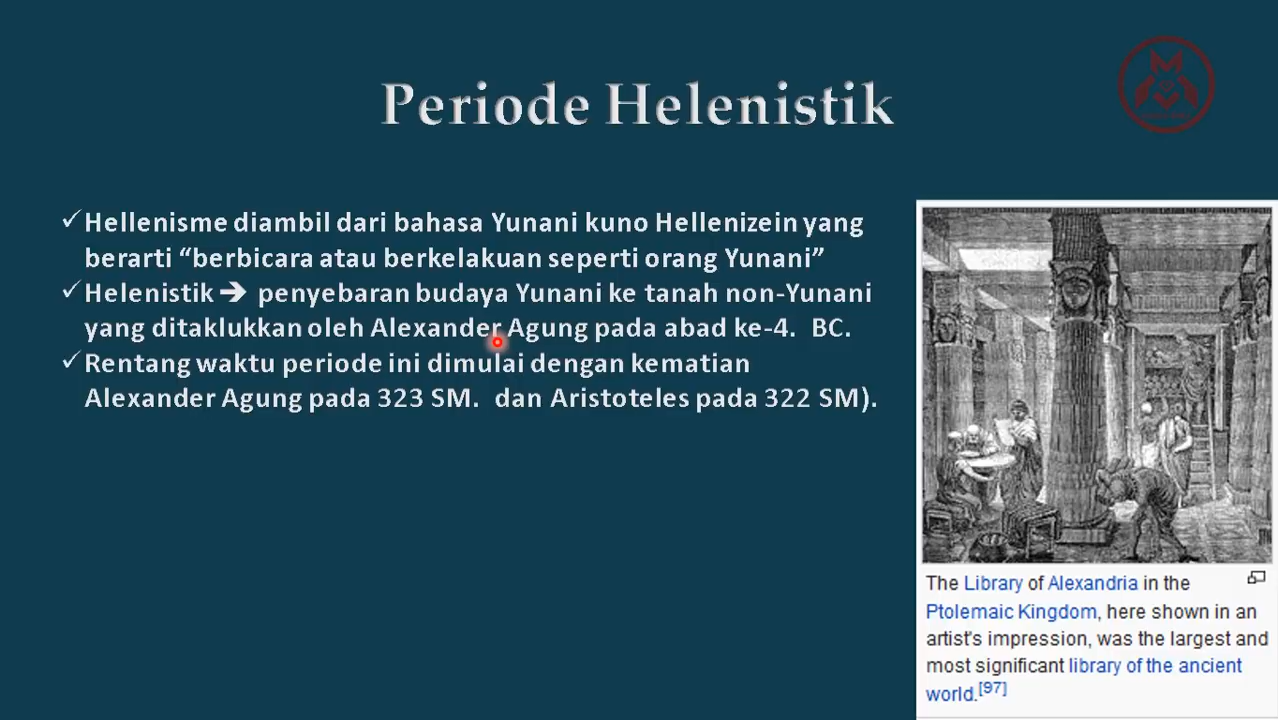 Periode Helenistik
✓ Hellenisme diambil dari bahasa Yunani kuno Hellenizein yang
berarti “berbicara atau berkelakuan seperti orang Yunani”
✓ Helenistik → penyebaran budaya Yunani ke tanah non-Yunani
yang ditaklukkan oleh Alexander Agung pada abad ke-4. BC.
✓ Rentang waktu periode ini dimulai dengan kematian
Alexander Agung pada 323 SM. dan Aristoteles pada 322 SM).
The Library of Alexandria in the
Ptolemaic Kingdom, here shown in an
artist's impression, was the largest and
most significant library of the ancient
world.[97]